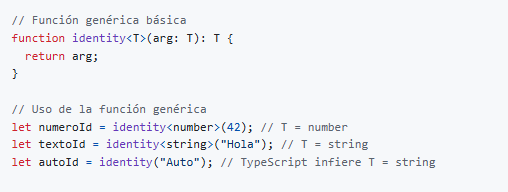 // Función genérica básica
function identity<T>(arg: T): T {
  return arg;
}

// Uso de la función genérica
let numeroId = identity<number>(42); // T = number
let textoId = identity<string>("Hola"); // T = string
let autoId = identity("Auto"); // TypeScript infiere T = string